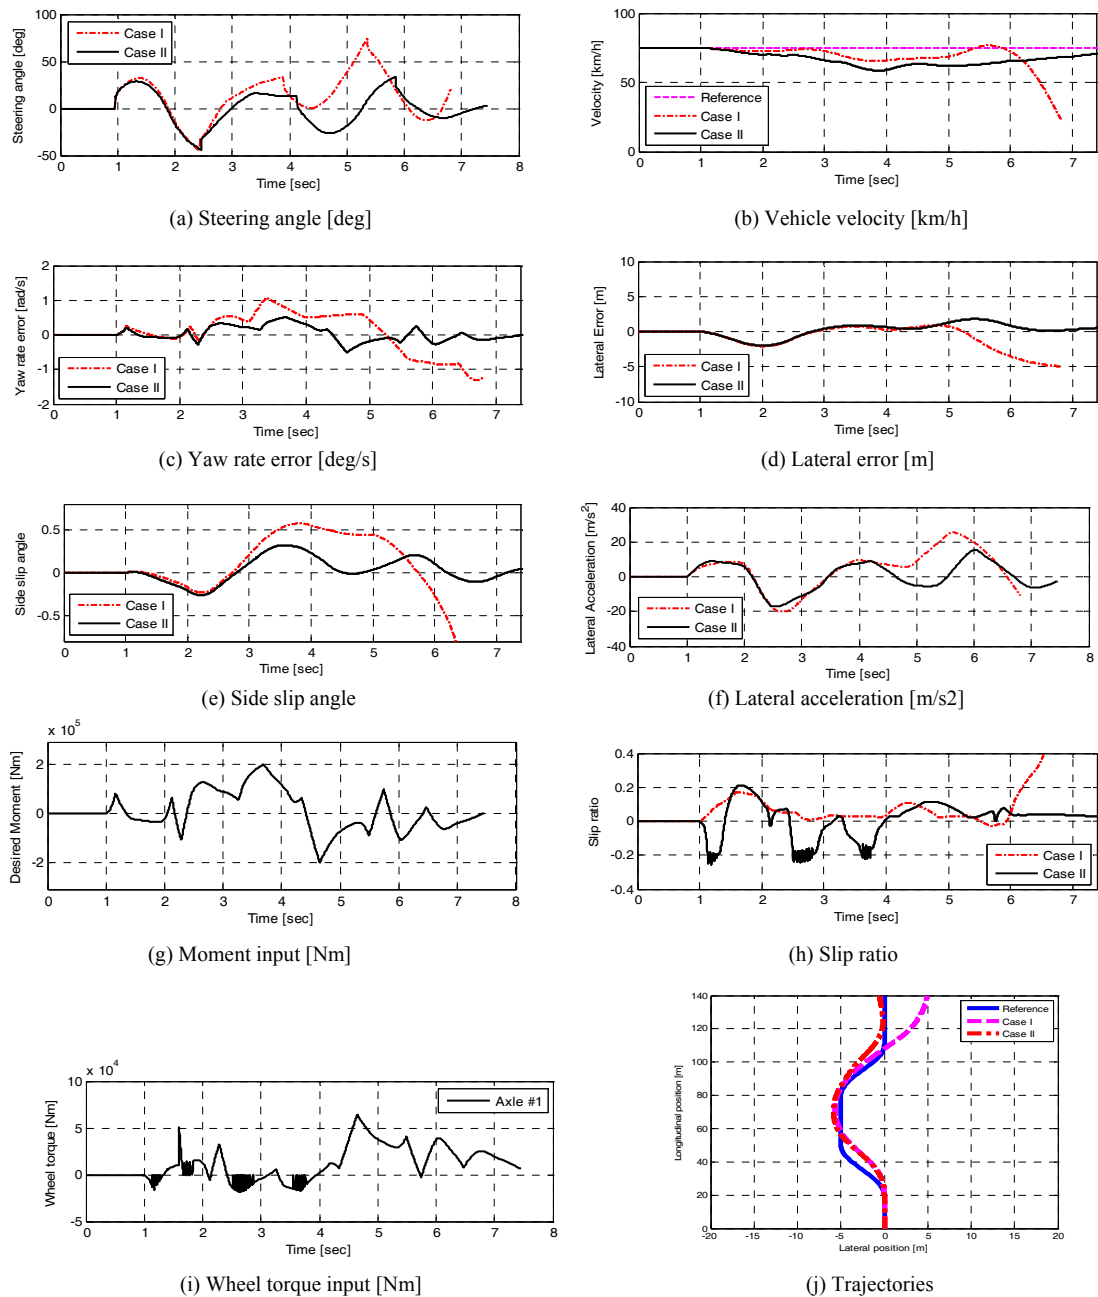 100
50
0
-50
Steering angle [deg]
Case I
Case II
0 1 2 3 4 5 6 7 8
Time [sec]
(a) Steering angle [deg]
100
50
0
Velocity [km/h]
Reference
Case I
Case II
0 1 2 3 4 5 6 7
Time [sec]
(b) Vehicle velocity [km/h]
2
1
0
-1
-2
Yaw rate error [rad/s]
Case I
Case II
0 1 2 3 4 5 6 7
Time [sec]
(c) Yaw rate error [deg/s]
10
5
0
-5
-10
Lateral Error [m]
Case I
Case II
0 1 2 3 4 5 6 7
Time [sec]
(d) Lateral error [m]
0.5
0
-0.5
Side slip angle
Case I
Case II
0 1 2 3 4 5 6 7
Time [sec]
(e) Side slip angle
40
20
0
-20
-40
Lateral Acceleration [m/s²]
Case I
Case II
0 1 2 3 4 5 6 7 8
Time [sec]
(f) Lateral acceleration [m/s2]
x 10⁵
2
0
-2
Desired Moment [Nm]
0 1 2 3 4 5 6 7 8
Time [sec]
(g) Moment input [Nm]
0.4
0.2
0
-0.2
-0.4
Slip ratio
Case I
Case II
0 1 2 3 4 5 6 7
Time [sec]
(h) Slip ratio
x 10⁴
10
5
0
-5
Wheel torque [Nm]
Axle #1
0 1 2 3 4 5 6 7 8
Time [sec]
(i) Wheel torque input [Nm]
140
120
100
80
60
40
20
0
Longitudinal position [m]
Reference
Case I
Case II
-20 -15 -10 -5 0 5 10 15 20
Lateral position [m]
(j) Trajectories